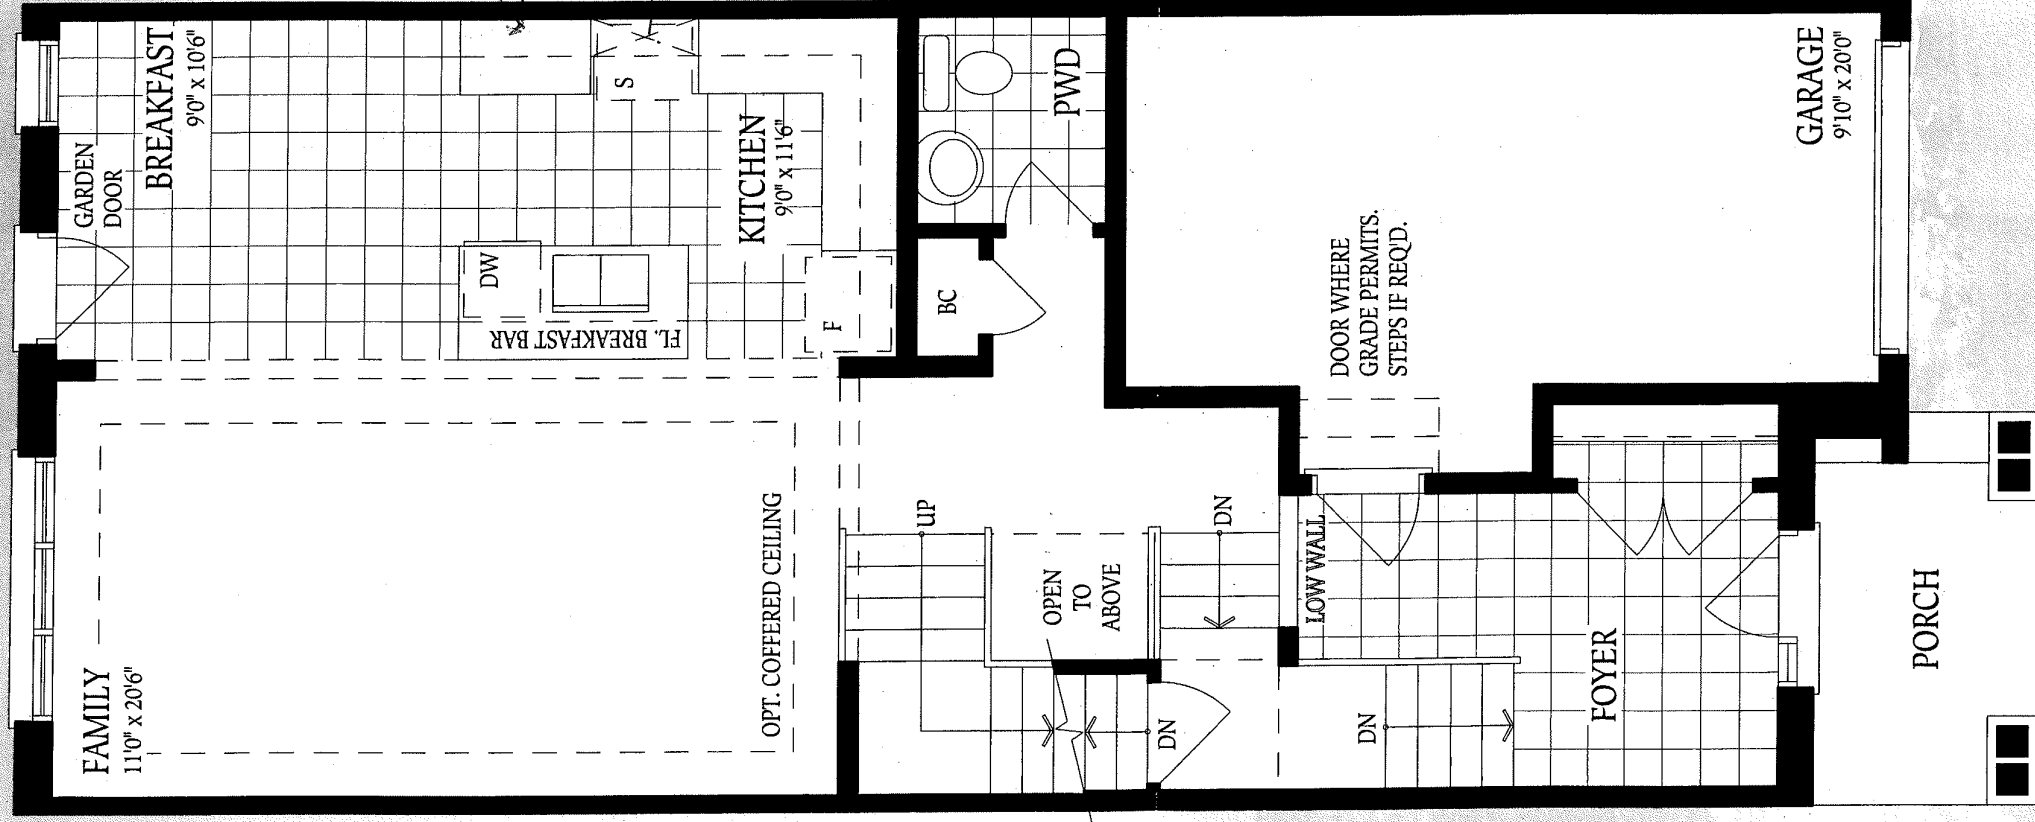 BREAKFAST
9'0" x 10'6"
GARDEN
DOOR
S
KITCHEN
9'0" x 11'6"
DW
FL. BREAKFAST BAR
F
PWD
BC
GARAGE
9'10" x 20'0"
DOOR WHERE
GRADE PERMITS.
STEPS IF REQ'D.
FAMILY
11'0" x 20'6"
OPT. COFFERED CEILING
UP
OPEN
TO
ABOVE
DN
LOW WALL
DN
DN
FOYER
PORCH